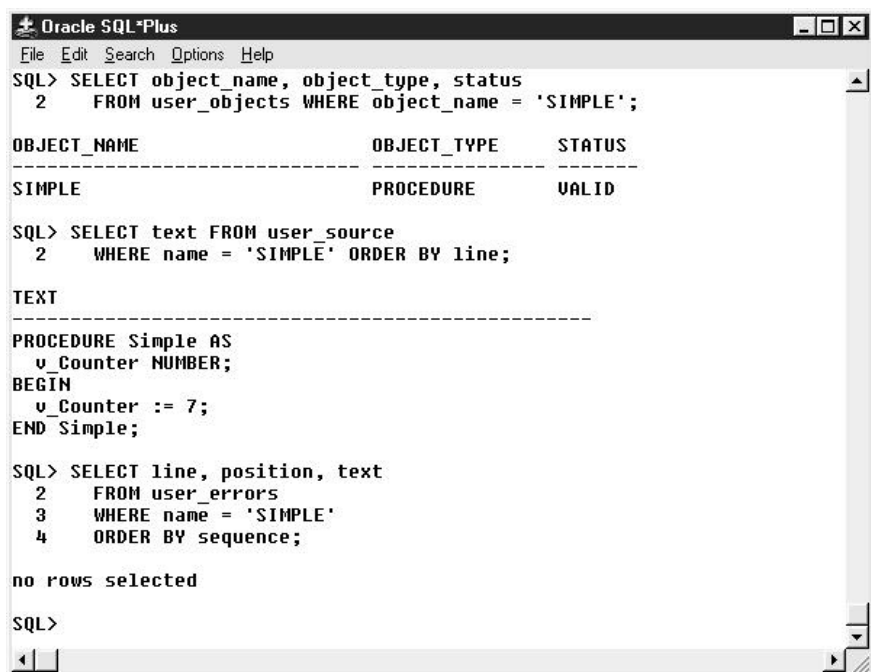 Oracle SQL*Plus
File Edit Search Options Help
SQL> SELECT object_name, object_type, status
  2     FROM user_objects WHERE object_name = 'SIMPLE';
OBJECT_NAME                    OBJECT_TYPE     STATUS
------------------------------ --------------- -------
SIMPLE                         PROCEDURE       VALID
SQL> SELECT text FROM user_source
  2     WHERE name = 'SIMPLE' ORDER BY line;
TEXT
--------------------------------------------------
PROCEDURE Simple AS
  v_Counter NUMBER;
BEGIN
  v_Counter := 7;
END Simple;
SQL> SELECT line, position, text
  2     FROM user_errors
  3     WHERE name = 'SIMPLE'
  4     ORDER BY sequence;
no rows selected
SQL>